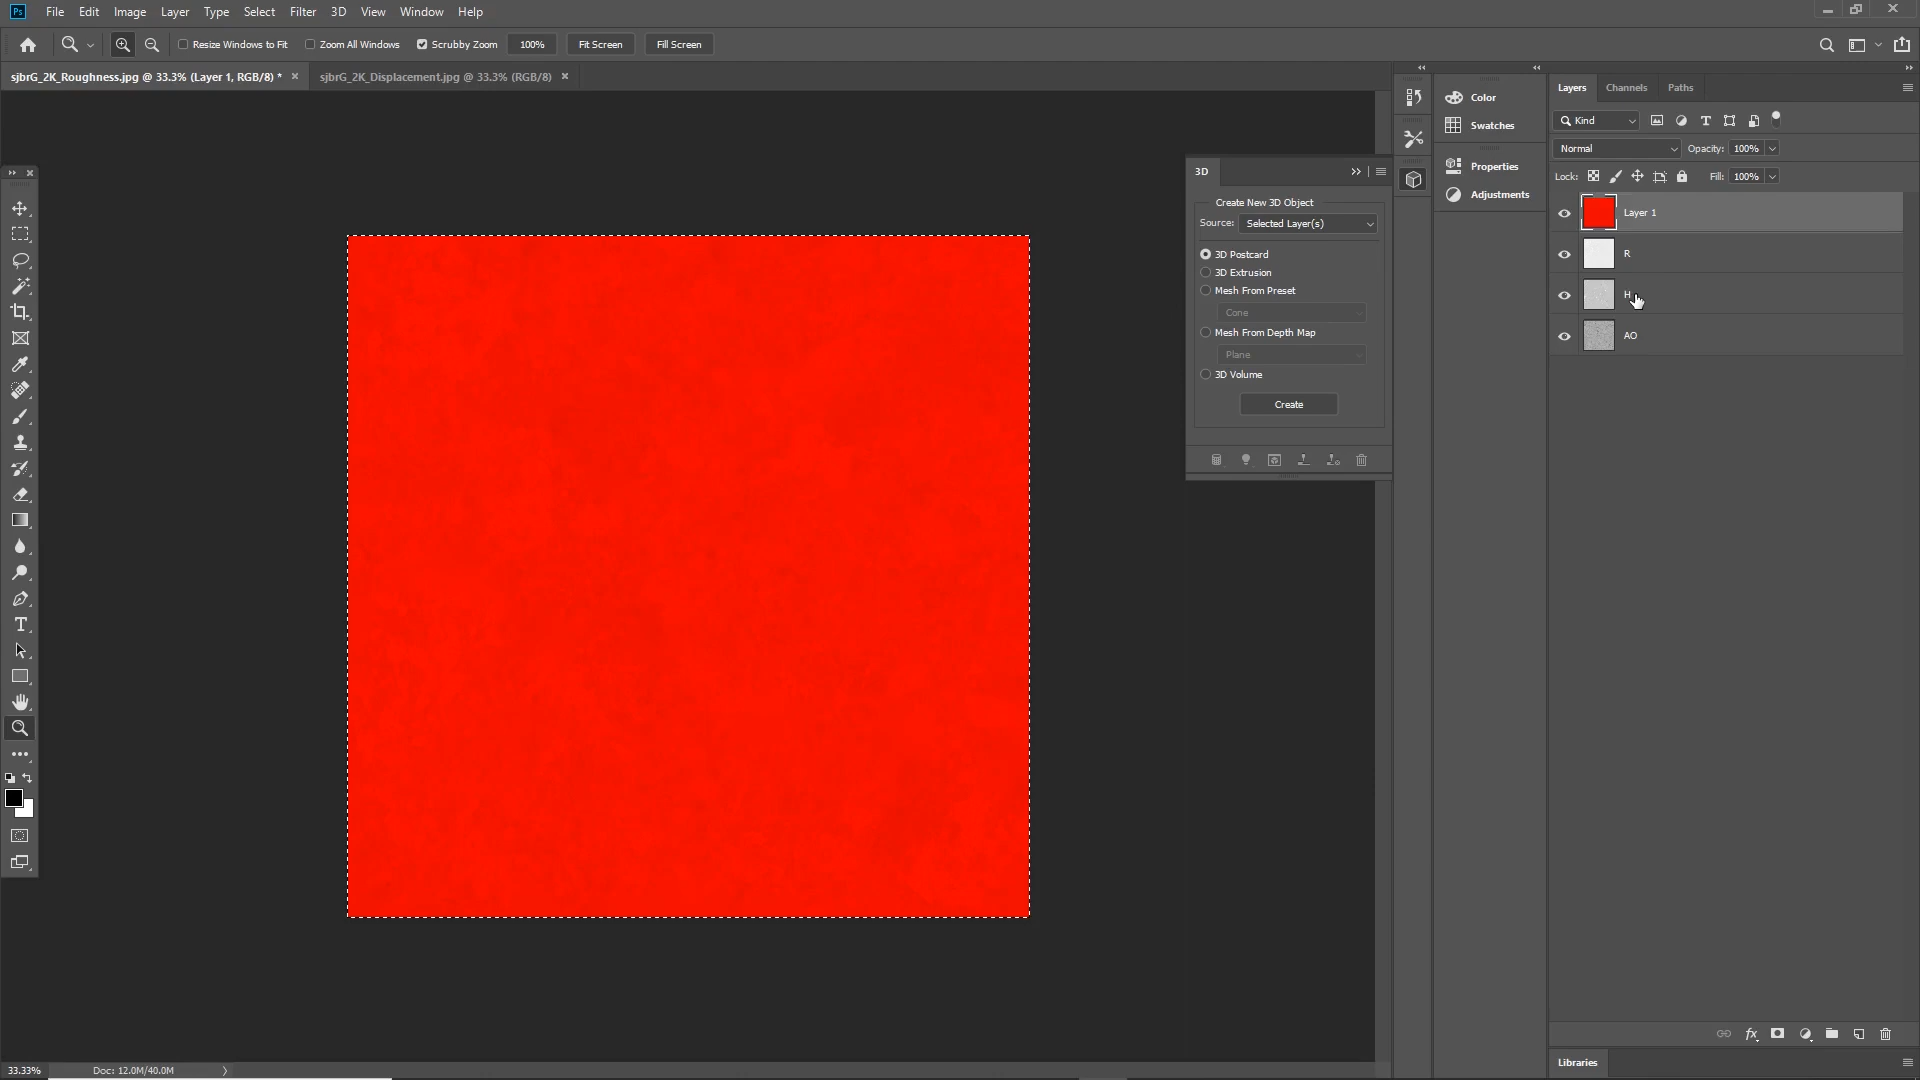 Ps File Edit Image Layer Type Select Filter 3D View Window Help
Resize Windows to Fit Zoom All Windows Scrubby Zoom 100% Fit Screen Fill Screen
sjbrG_2K_Roughness.jpg @ 33.3% (Layer 1, RGB/8) * × sjbrG_2K_Displacement.jpg @ 33.3% (RGB/8) ×
3D
Create New 3D Object
Source: Selected Layer(s)
3D Postcard
3D Extrusion
Mesh From Preset
Cone
Mesh From Depth Map
Plane
3D Volume
Create
Color
Swatches
Properties
Adjustments
Layers Channels Paths
Kind
Normal Opacity: 100%
Lock: Fill: 100%
Layer 1
R
H
AO
Libraries
33.33% Doc: 12.0M/40.0M